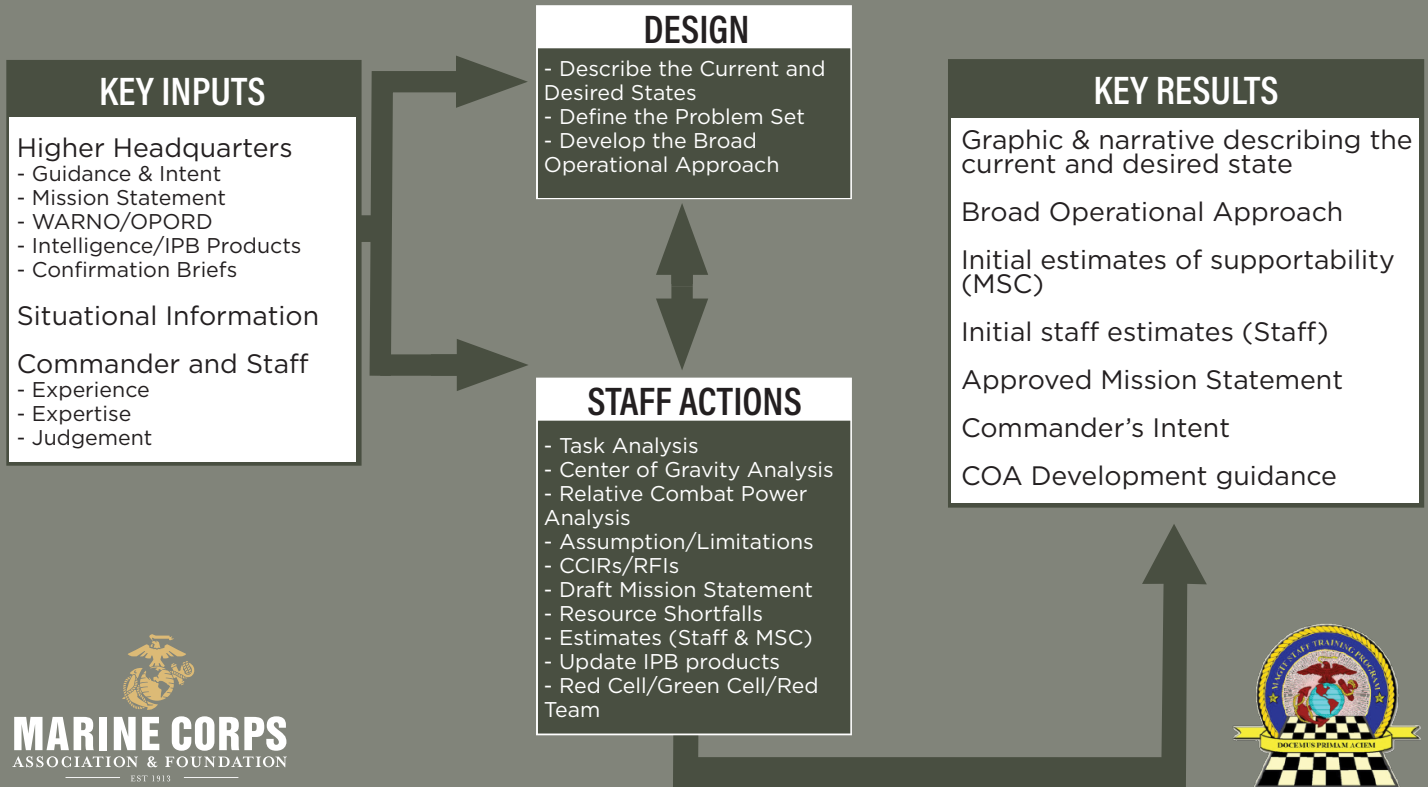 KEY INPUTS
Higher Headquarters
- Guidance & Intent
- Mission Statement
- WARNO/OPORD
- Intelligence/IPB Products
- Confirmation Briefs
Situational Information
Commander and Staff
- Experience
- Expertise
- Judgement
DESIGN
- Describe the Current and
Desired States
- Define the Problem Set
- Develop the Broad
Operational Approach
STAFF ACTIONS
- Task Analysis
- Center of Gravity Analysis
- Relative Combat Power
Analysis
- Assumption/Limitations
- CCIRs/RFIs
- Draft Mission Statement
- Resource Shortfalls
- Estimates (Staff & MSC)
- Update IPB products
- Red Cell/Green Cell/Red
Team
KEY RESULTS
Graphic & narrative describing the
current and desired state
Broad Operational Approach
Initial estimates of supportability
(MSC)
Initial staff estimates (Staff)
Approved Mission Statement
Commander's Intent
COA Development guidance
MARINE CORPS
ASSOCIATION & FOUNDATION
EST 1913
MAGTF STAFF TRAINING PROGRAM
DOCEMUS PRIMAM ACIEM